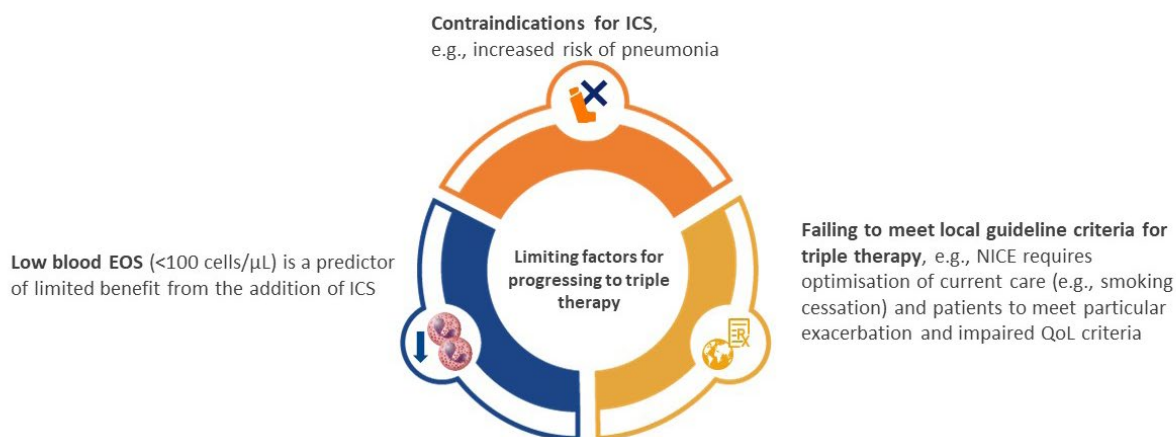 Contraindications for ICS,
e.g., increased risk of pneumonia
Low blood EOS (<100 cells/µL) is a predictor
of limited benefit from the addition of ICS
Limiting factors for
progressing to triple
therapy
Failing to meet local guideline criteria for
triple therapy, e.g., NICE requires
optimisation of current care (e.g., smoking
cessation) and patients to meet particular
exacerbation and impaired QoL criteria